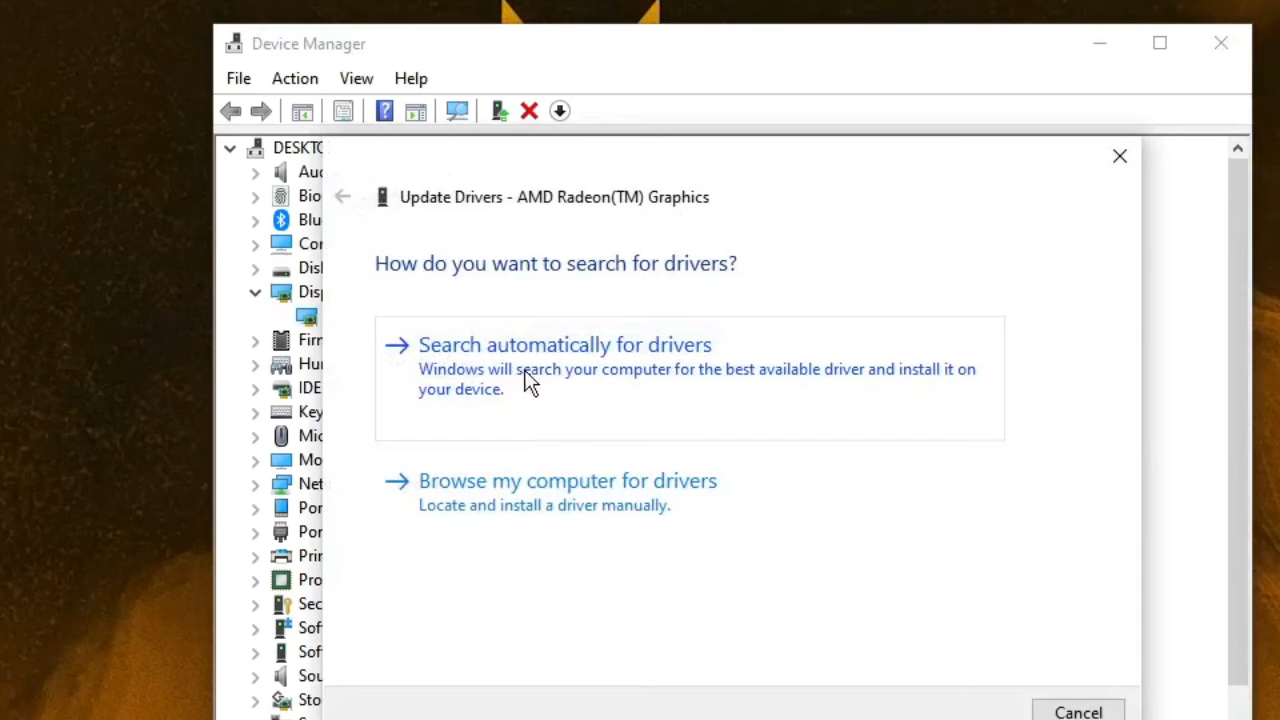 Device Manager
File Action View Help
DESKTO
Aud
Bio
Blu
Cor
Disk
Disp
Firr
Hur
IDE
Key
Mic
Mo
Net
Por
Por
Prin
Pro
Sec
Sof
Sof
Sou
Sto
Update Drivers - AMD Radeon(TM) Graphics
How do you want to search for drivers?
Search automatically for drivers
Windows will search your computer for the best available driver and install it on
your device.
Browse my computer for drivers
Locate and install a driver manually.
Cancel